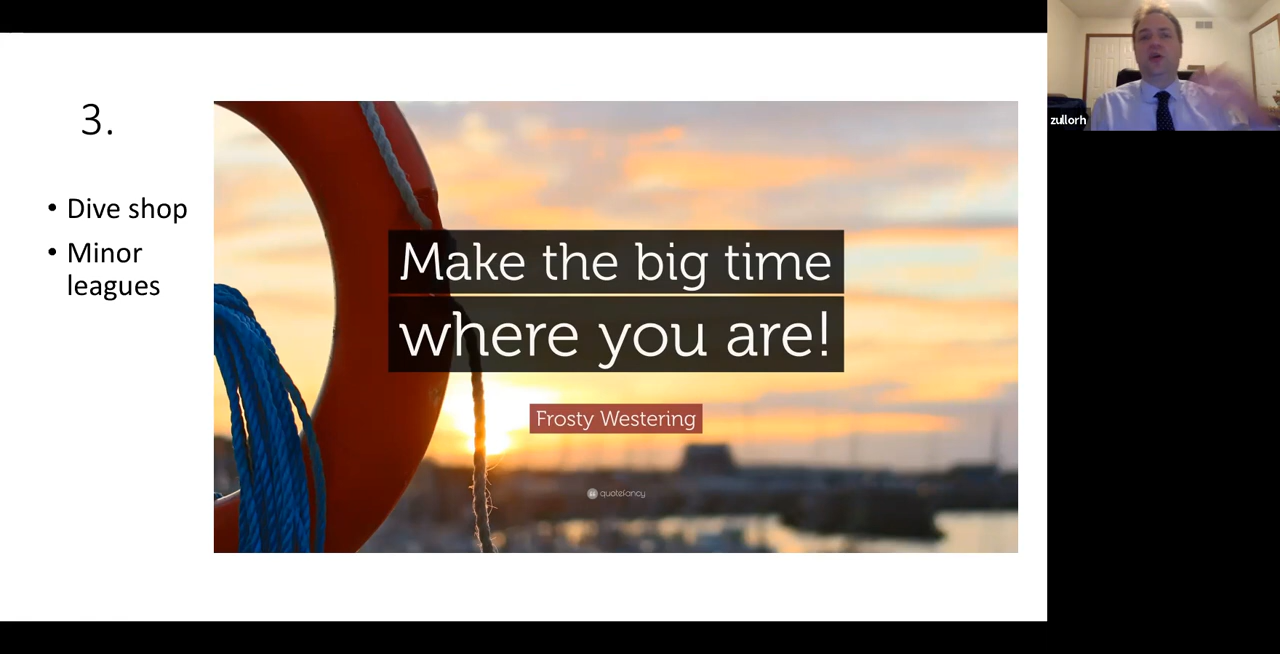 3.
• Dive shop
• Minor
leagues
Make the big time
where you are!
Frosty Westering
quotefancy
zullorh